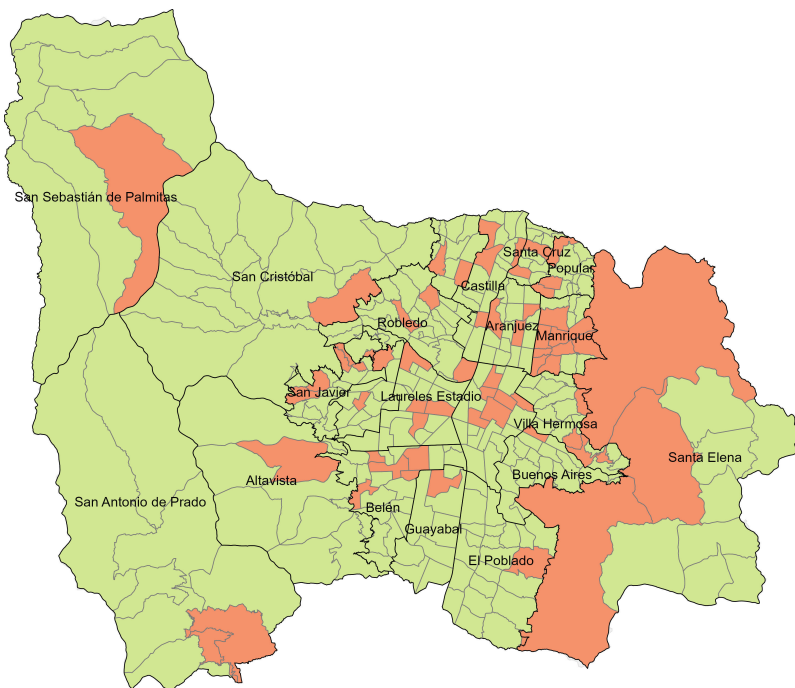 San Sebastián de Palmitas
San Cristóbal
Santa Cruz
Popular
Castilla
Robledo
Aranjuez
Manrique
San Javier
Laureles Estadio
Villa Hermosa
Santa Elena
Buenos Aires
Altavista
San Antonio de Prado
Belén
Guayabal
El Poblado